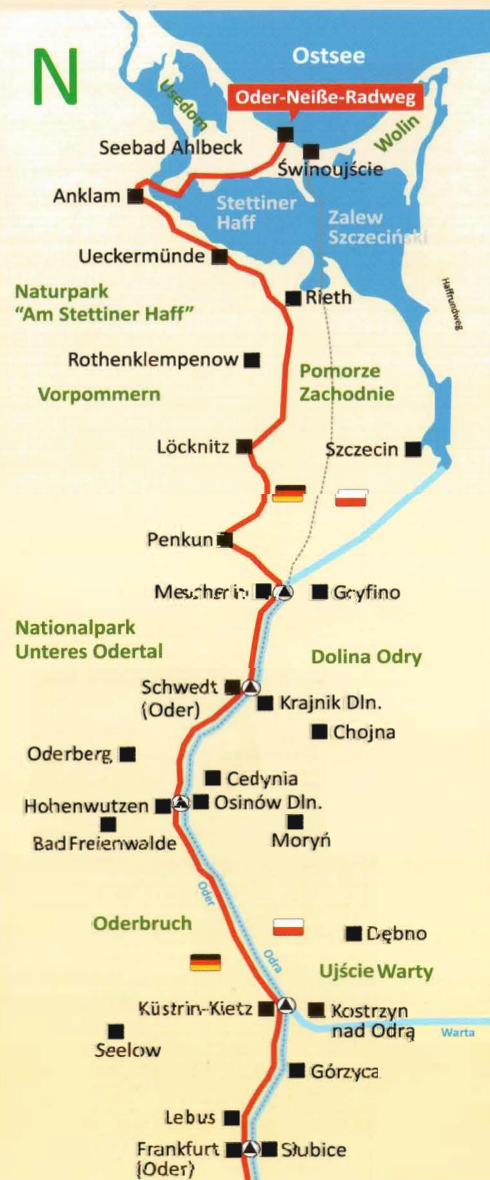 N
Ostsee
Oder-Neiße-Radweg
Usedom
Wolin
Seebad Ahlbeck
Świnoujście
Anklam
Stettiner
Haff
Zalew
Szczeciński
Ueckermünde
Naturpark
"Am Stettiner Haff"
Rieth
Haffrundweg
Rothenklempenow
Pomorze
Zachodnie
Vorpommern
Löcknitz
Szczecin
Penkun
Mescherin
Gryfino
Nationalpark
Unteres Odertal
Dolina Odry
Schwedt
(Oder)
Krajnik Dln.
Chojna
Oderberg
Cedynia
Hohenwutzen
Osinów Dln.
Bad Freienwalde
Moryń
Oder
Oderbruch
Dębno
Odra
Ujście Warty
Küstrin-Kietz
Kostrzyn
nad Odrą
Warta
Seelow
Górzyca
Lebus
Frankfurt
(Oder)
Słubice